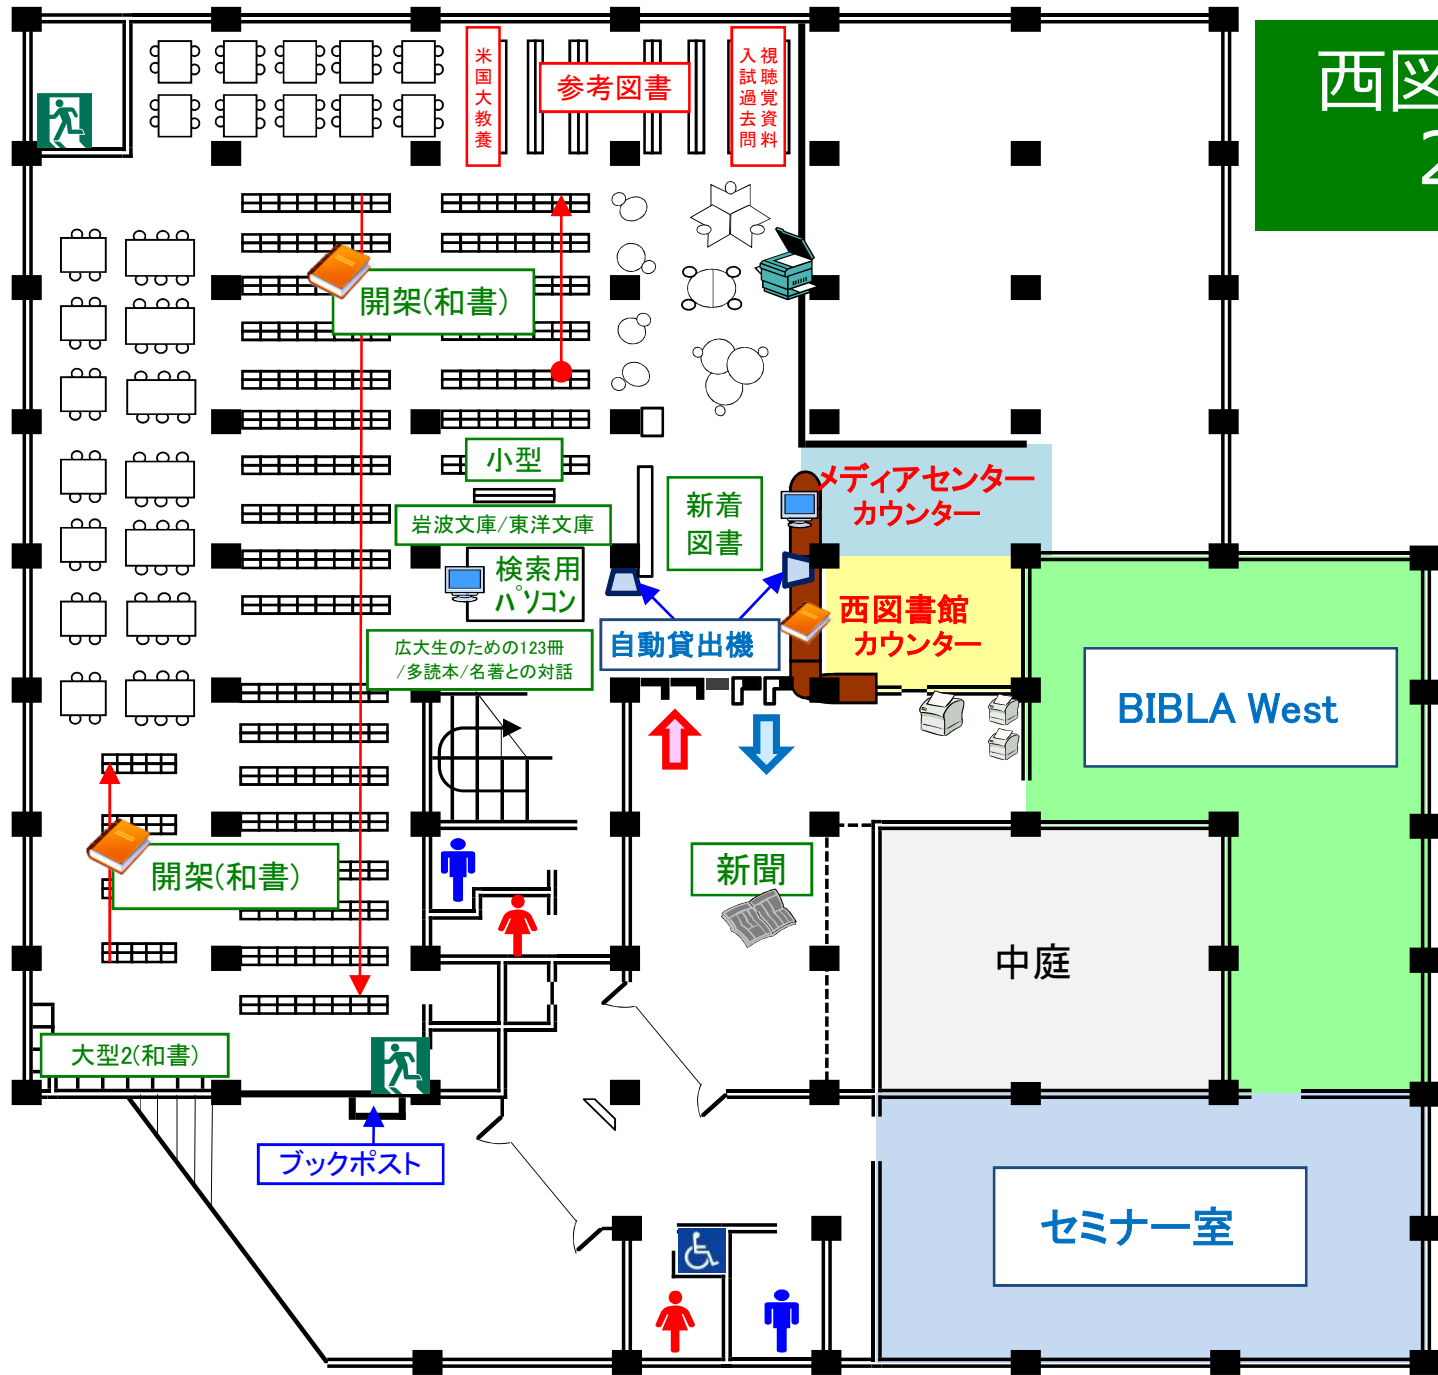 西図
2
米国大教養
参考図書
視聴覚資料
入試過去問
開架(和書)
小型
岩波文庫/東洋文庫
新着
図書
メディアセンター
カウンター
検索用
パソコン
西図書館
カウンター
自動貸出機
広大生のための123冊
/多読本/名著との対話
BIBLA West
新聞
開架(和書)
中庭
大型2(和書)
ブックポスト
セミナー室